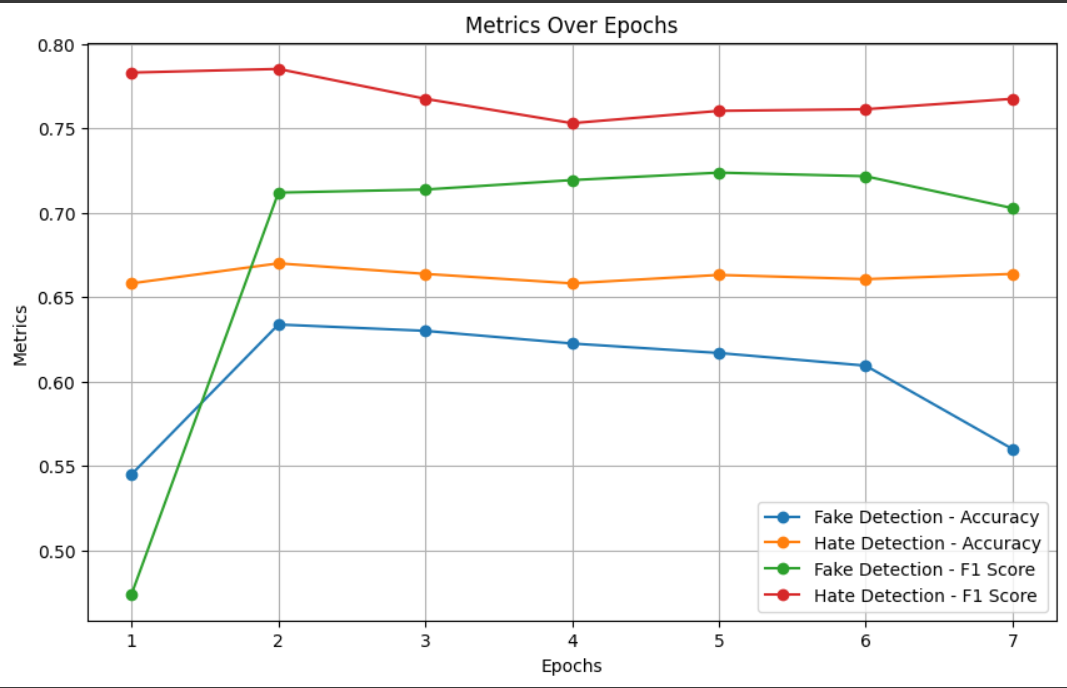 Metrics Over Epochs
0.80
0.75
0.70
0.65
0.60
0.55
0.50
Metrics
1 2 3 4 5 6 7
Epochs
Fake Detection - Accuracy
Hate Detection - Accuracy
Fake Detection - F1 Score
Hate Detection - F1 Score